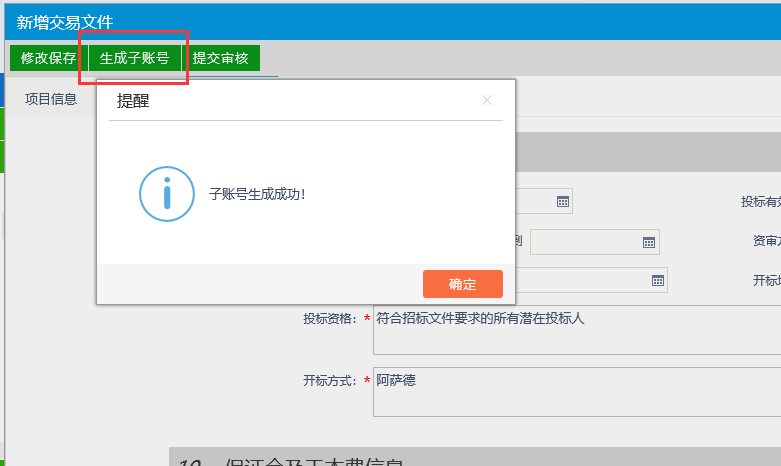 新增交易文件
修改保存 生成子账号 提交审核
项目信息
提醒
子账号生成成功！
确定
投标有
到
资审
开标
投标资格：* 符合招标文件要求的所有潜在投标人
开标方式：* 阿萨德